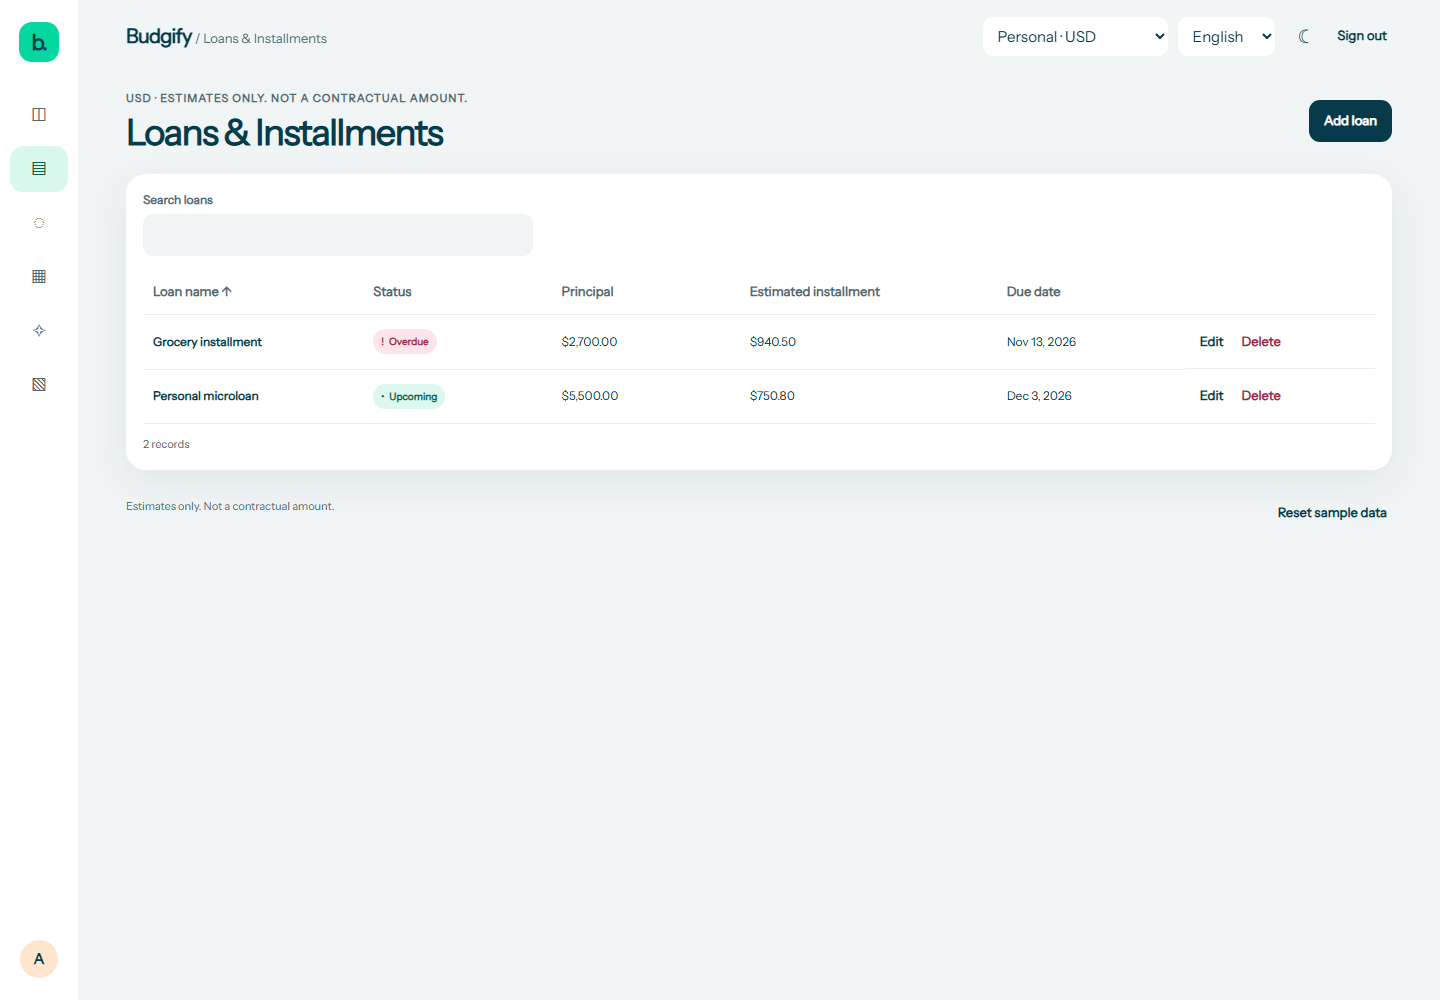 b.
Budgify / Loans & Installments
Personal · USD
English
Sign out
USD · ESTIMATES ONLY. NOT A CONTRACTUAL AMOUNT.
Loans & Installments
Add loan
Search loans
Loan name ↑ Status Principal Estimated installment Due date
Grocery installment ! Overdue $2,700.00 $940.50 Nov 13, 2026 Edit Delete
Personal microloan · Upcoming $5,500.00 $750.80 Dec 3, 2026 Edit Delete
2 records
Estimates only. Not a contractual amount.
Reset sample data
A